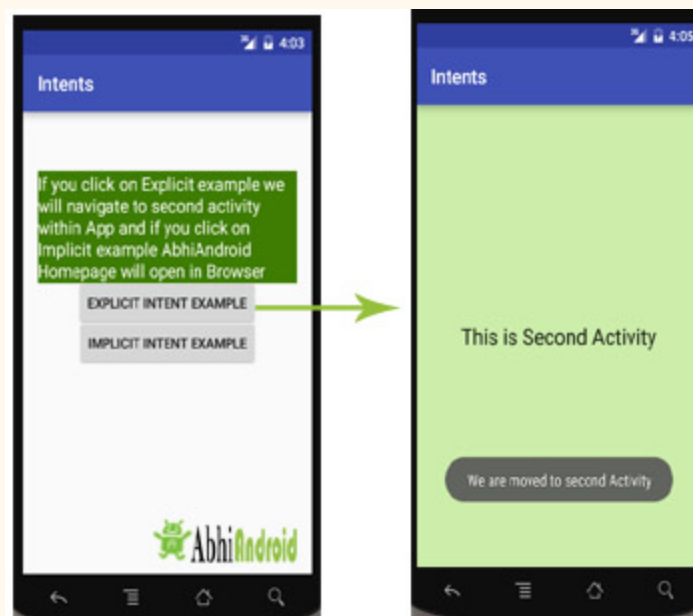 4:03
Intents
If you click on Explicit example we
will navigate to second activity
within App and if you click on
Implicit example AbhiAndroid
Homepage will open in Browser
EXPLICIT INTENT EXAMPLE
IMPLICIT INTENT EXAMPLE
AbhiAndroid
4:05
Intents
This is Second Activity
We are moved to second Activity